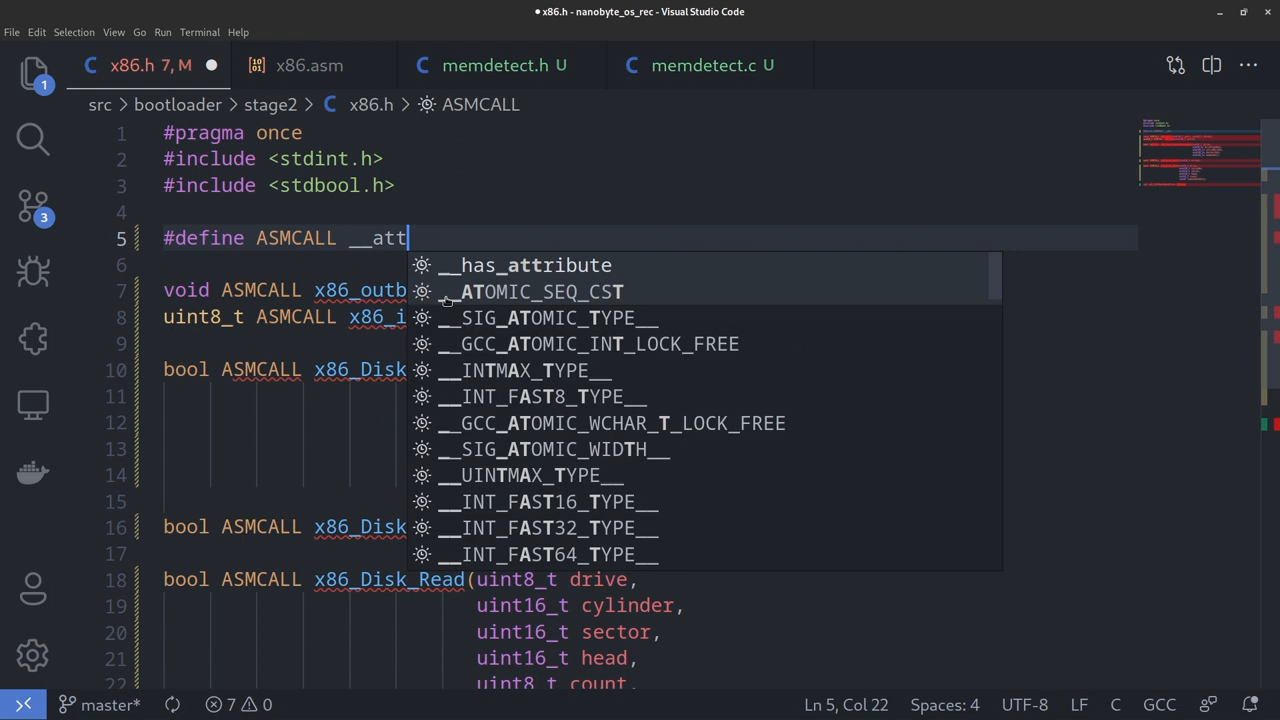 x86.h - nanobyte_os_rec - Visual Studio Code
File Edit Selection View Go Run Terminal Help
x86.h 7, M x86.asm memdetect.h U memdetect.c U
1
src > bootloader > stage2 > C x86.h > ASMCALL
1 #pragma once
2 #include <stdint.h>
3 #include <stdbool.h>
4
5 #define ASMCALL __att
6 __has_attribute
7 void ASMCALL x86_outb __ATOMIC_SEQ_CST
8 uint8_t ASMCALL x86_i __SIG_ATOMIC_TYPE__
9 __GCC_ATOMIC_INT_LOCK_FREE
10 bool ASMCALL x86_Disk __INTMAX_TYPE__
11 __INT_FAST8_TYPE__
12 __GCC_ATOMIC_WCHAR_T_LOCK_FREE
13 __SIG_ATOMIC_WIDTH__
14 __UINTMAX_TYPE__
15 __INT_FAST16_TYPE__
16 bool ASMCALL x86_Disk __INT_FAST32_TYPE__
17 __INT_FAST64_TYPE__
18 bool ASMCALL x86_Disk_Read(uint8_t drive,
19 uint16_t cylinder,
20 uint16_t sector,
21 uint16_t head,
22 uint8_t count,
3
master* 7 0 Ln 5, Col 22 Spaces: 4 UTF-8 LF C GCC